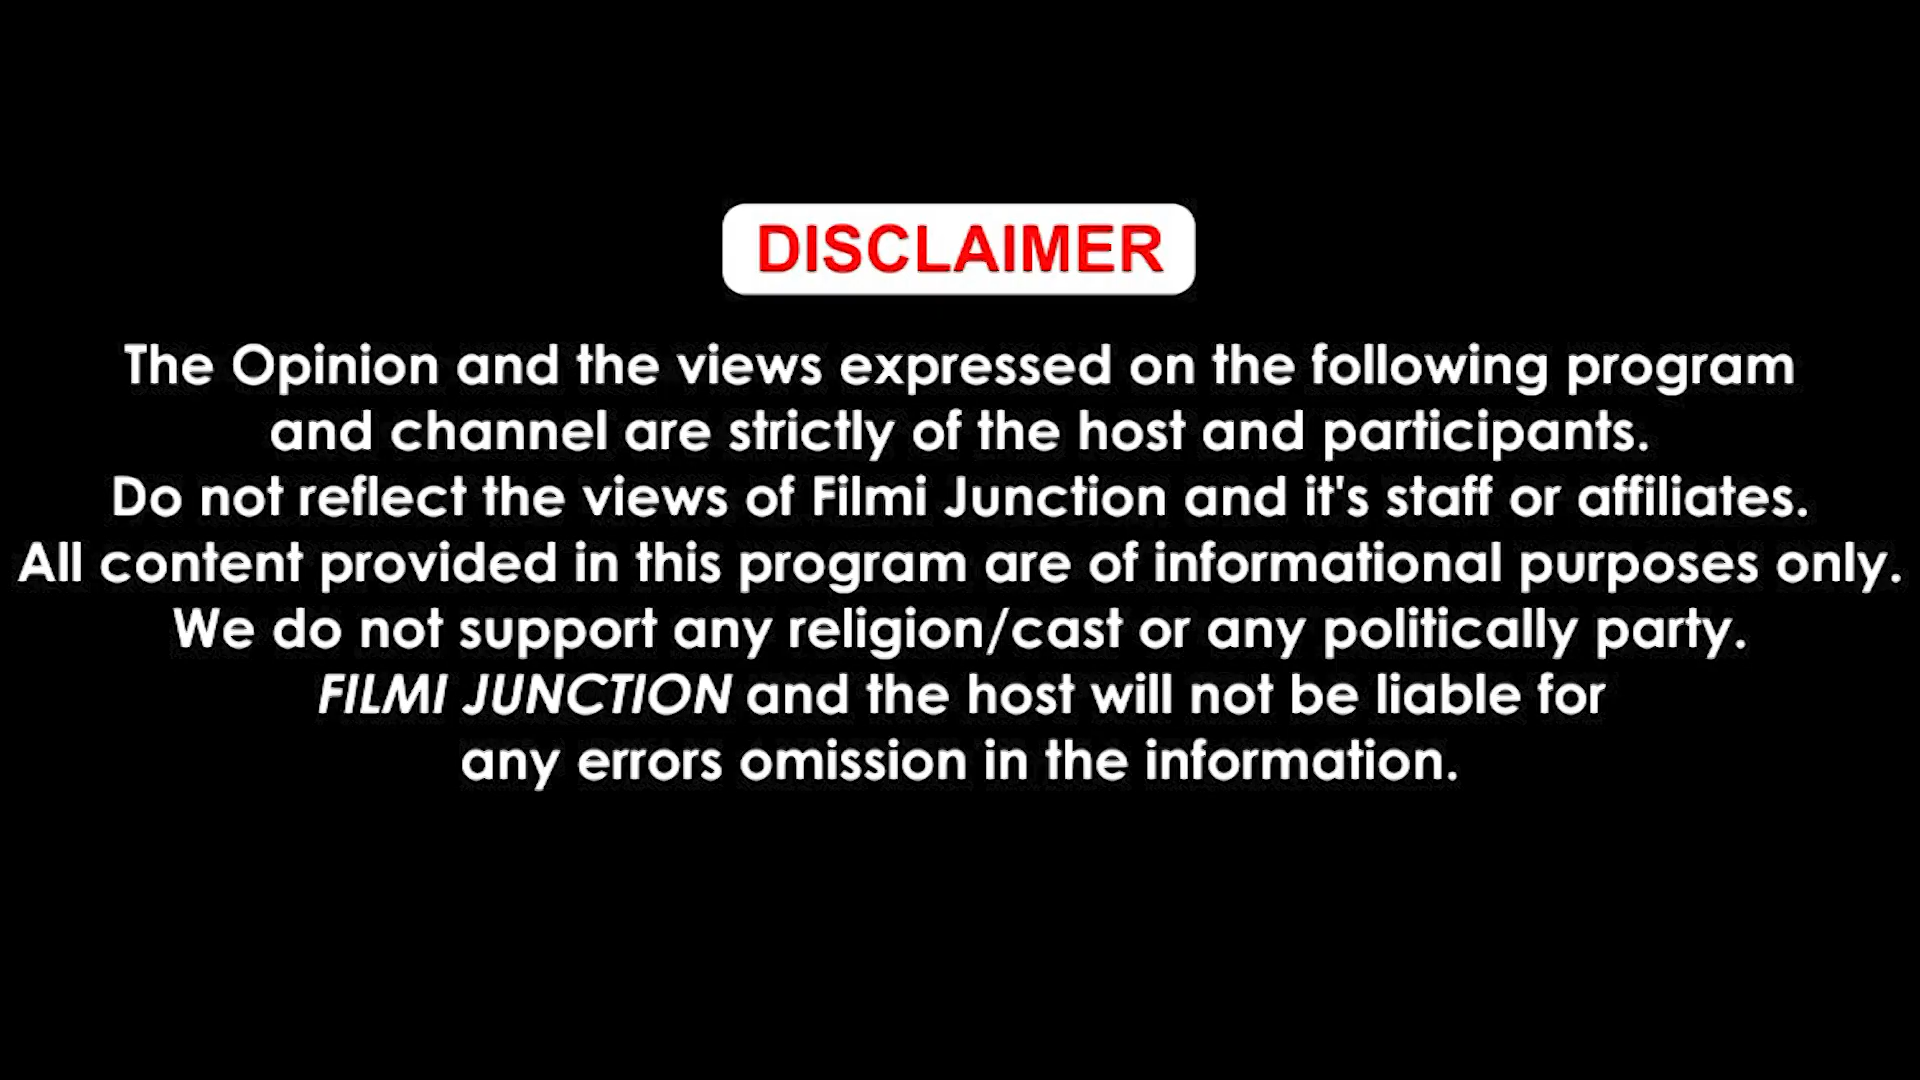 DISCLAIMER
The Opinion and the views expressed on the following program
and channel are strictly of the host and participants.
Do not reflect the views of Filmi Junction and it's staff or affiliates.
All content provided in this program are of informational purposes only.
We do not support any religion/cast or any politically party.
FILMI JUNCTION and the host will not be liable for
any errors omission in the information.